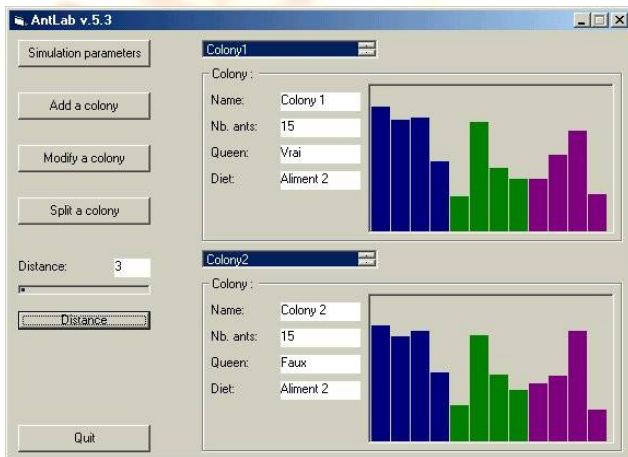 AntLab v.5.3
Simulation parameters
Add a colony
Modify a colony
Split a colony
Distance: 3
Distance
Quit
Colony1
Colony :
Name: Colony 1
Nb. ants: 15
Queen: Vrai
Diet: Aliment 2
Colony2
Colony :
Name: Colony 2
Nb. ants: 15
Queen: Faux
Diet: Aliment 2